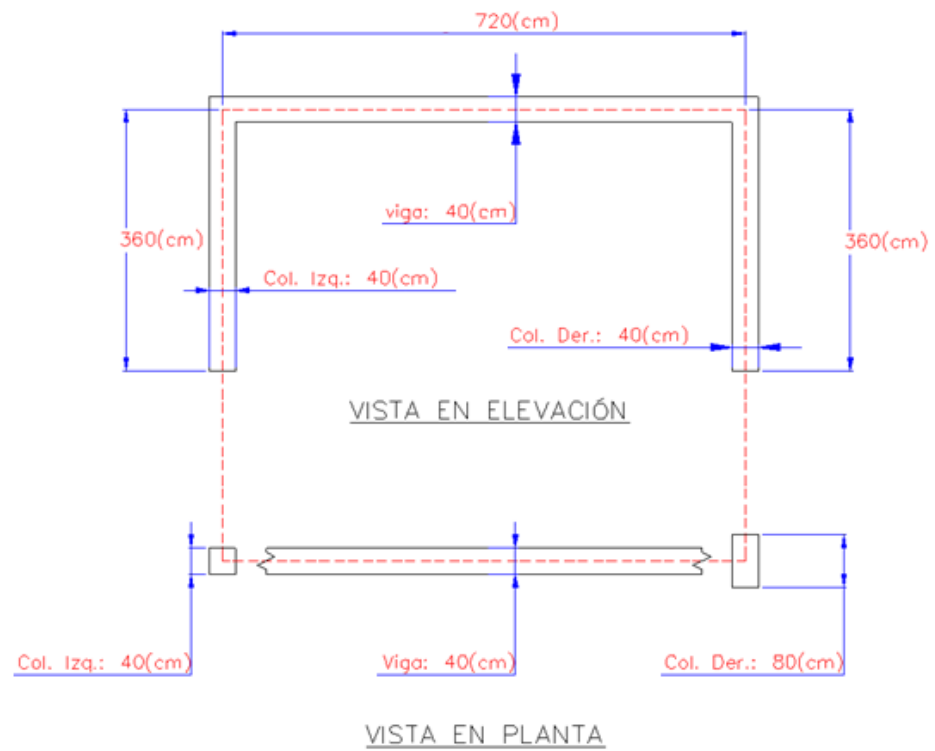 720(cm)
viga: 40(cm)
360(cm)
360(cm)
Col. Izq.: 40(cm)
Col. Der.: 40(cm)
VISTA EN ELEVACIÓN
Col. Izq.: 40(cm)
Viga: 40(cm)
Col. Der.: 80(cm)
VISTA EN PLANTA